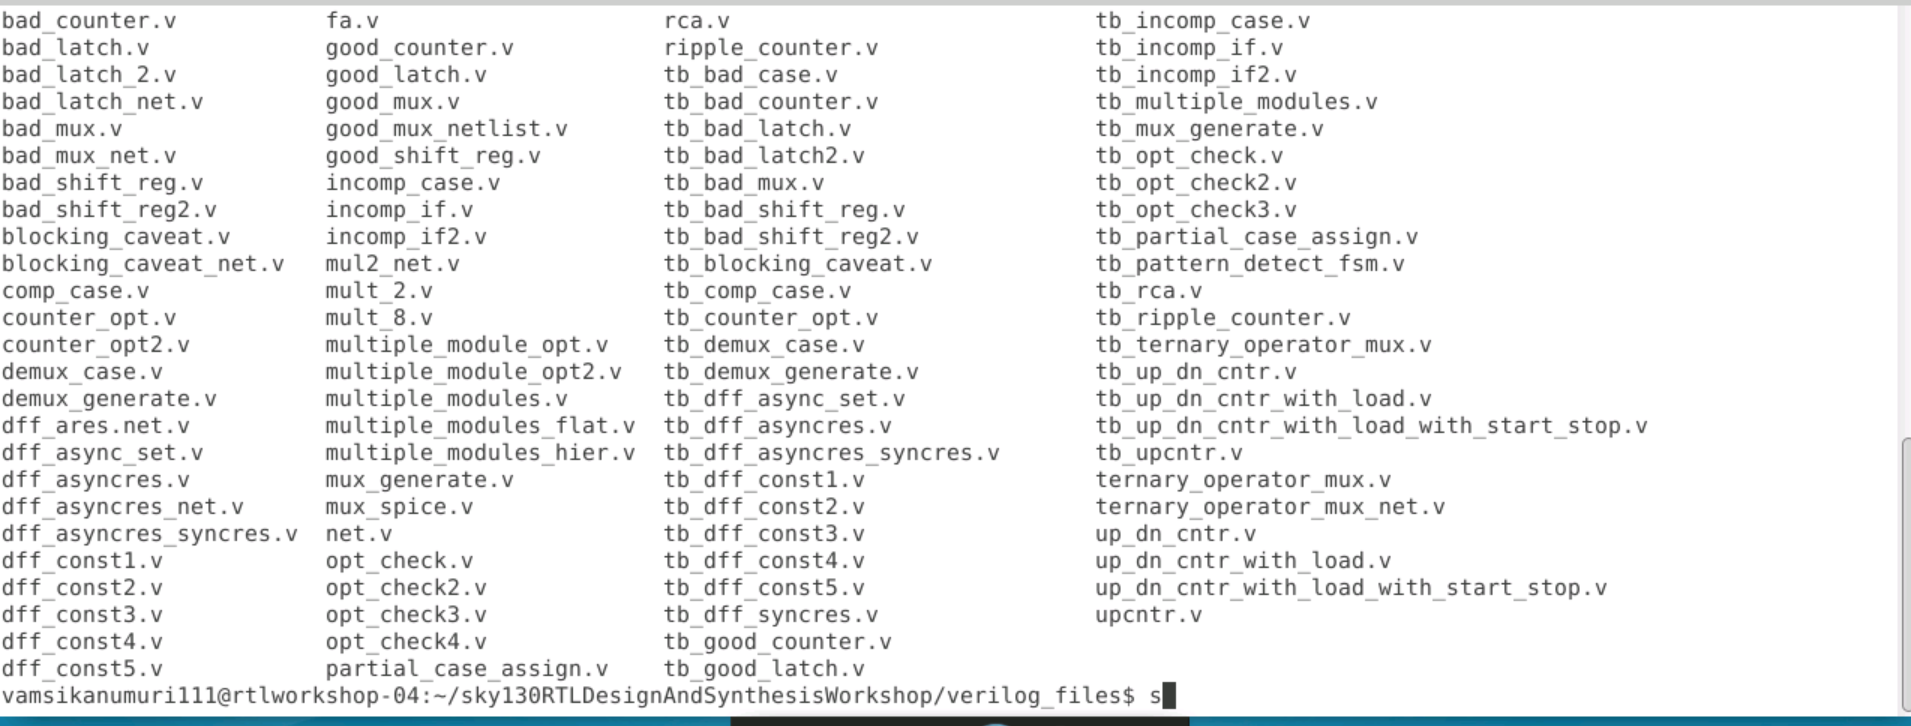 bad_counter.v fa.v rca.v tb_incomp_case.v
bad_latch.v good_counter.v ripple_counter.v tb_incomp_if.v
bad_latch_2.v good_latch.v tb_bad_case.v tb_incomp_if2.v
bad_latch_net.v good_mux.v tb_bad_counter.v tb_multiple_modules.v
bad_mux.v good_mux_netlist.v tb_bad_latch.v tb_mux_generate.v
bad_mux_net.v good_shift_reg.v tb_bad_latch2.v tb_opt_check.v
bad_shift_reg.v incomp_case.v tb_bad_mux.v tb_opt_check2.v
bad_shift_reg2.v incomp_if.v tb_bad_shift_reg.v tb_opt_check3.v
blocking_caveat.v incomp_if2.v tb_bad_shift_reg2.v tb_partial_case_assign.v
blocking_caveat_net.v mul2_net.v tb_blocking_caveat.v tb_pattern_detect_fsm.v
comp_case.v mult_2.v tb_comp_case.v tb_rca.v
counter_opt.v mult_8.v tb_counter_opt.v tb_ripple_counter.v
counter_opt2.v multiple_module_opt.v tb_demux_case.v tb_ternary_operator_mux.v
demux_case.v multiple_module_opt2.v tb_demux_generate.v tb_up_dn_cntr.v
demux_generate.v multiple_modules.v tb_dff_async_set.v tb_up_dn_cntr_with_load.v
dff_ares.net.v multiple_modules_flat.v tb_dff_asyncres.v tb_up_dn_cntr_with_load_with_start_stop.v
dff_async_set.v multiple_modules_hier.v tb_dff_asyncres_syncres.v tb_upcntr.v
dff_asyncres.v mux_generate.v tb_dff_const1.v ternary_operator_mux.v
dff_asyncres_net.v mux_spice.v tb_dff_const2.v ternary_operator_mux_net.v
dff_asyncres_syncres.v net.v tb_dff_const3.v up_dn_cntr.v
dff_const1.v opt_check.v tb_dff_const4.v up_dn_cntr_with_load.v
dff_const2.v opt_check2.v tb_dff_const5.v up_dn_cntr_with_load_with_start_stop.v
dff_const3.v opt_check3.v tb_dff_syncres.v upcntr.v
dff_const4.v opt_check4.v tb_good_counter.v
dff_const5.v partial_case_assign.v tb_good_latch.v
vamsikanumuri111@rtlworkshop-04:~/sky130RTLDesignAndSynthesisWorkshop/verilog_files$ s